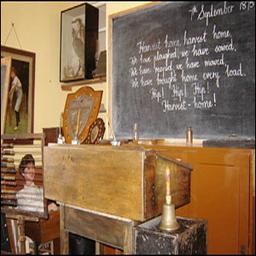 7th September 1875
Harvest home, harvest home,
We have ploughed, we have sowed,
We have reaped, we have mowed,
We have brought home every load.
Hip! Hip! Hip!
Harvest - home!